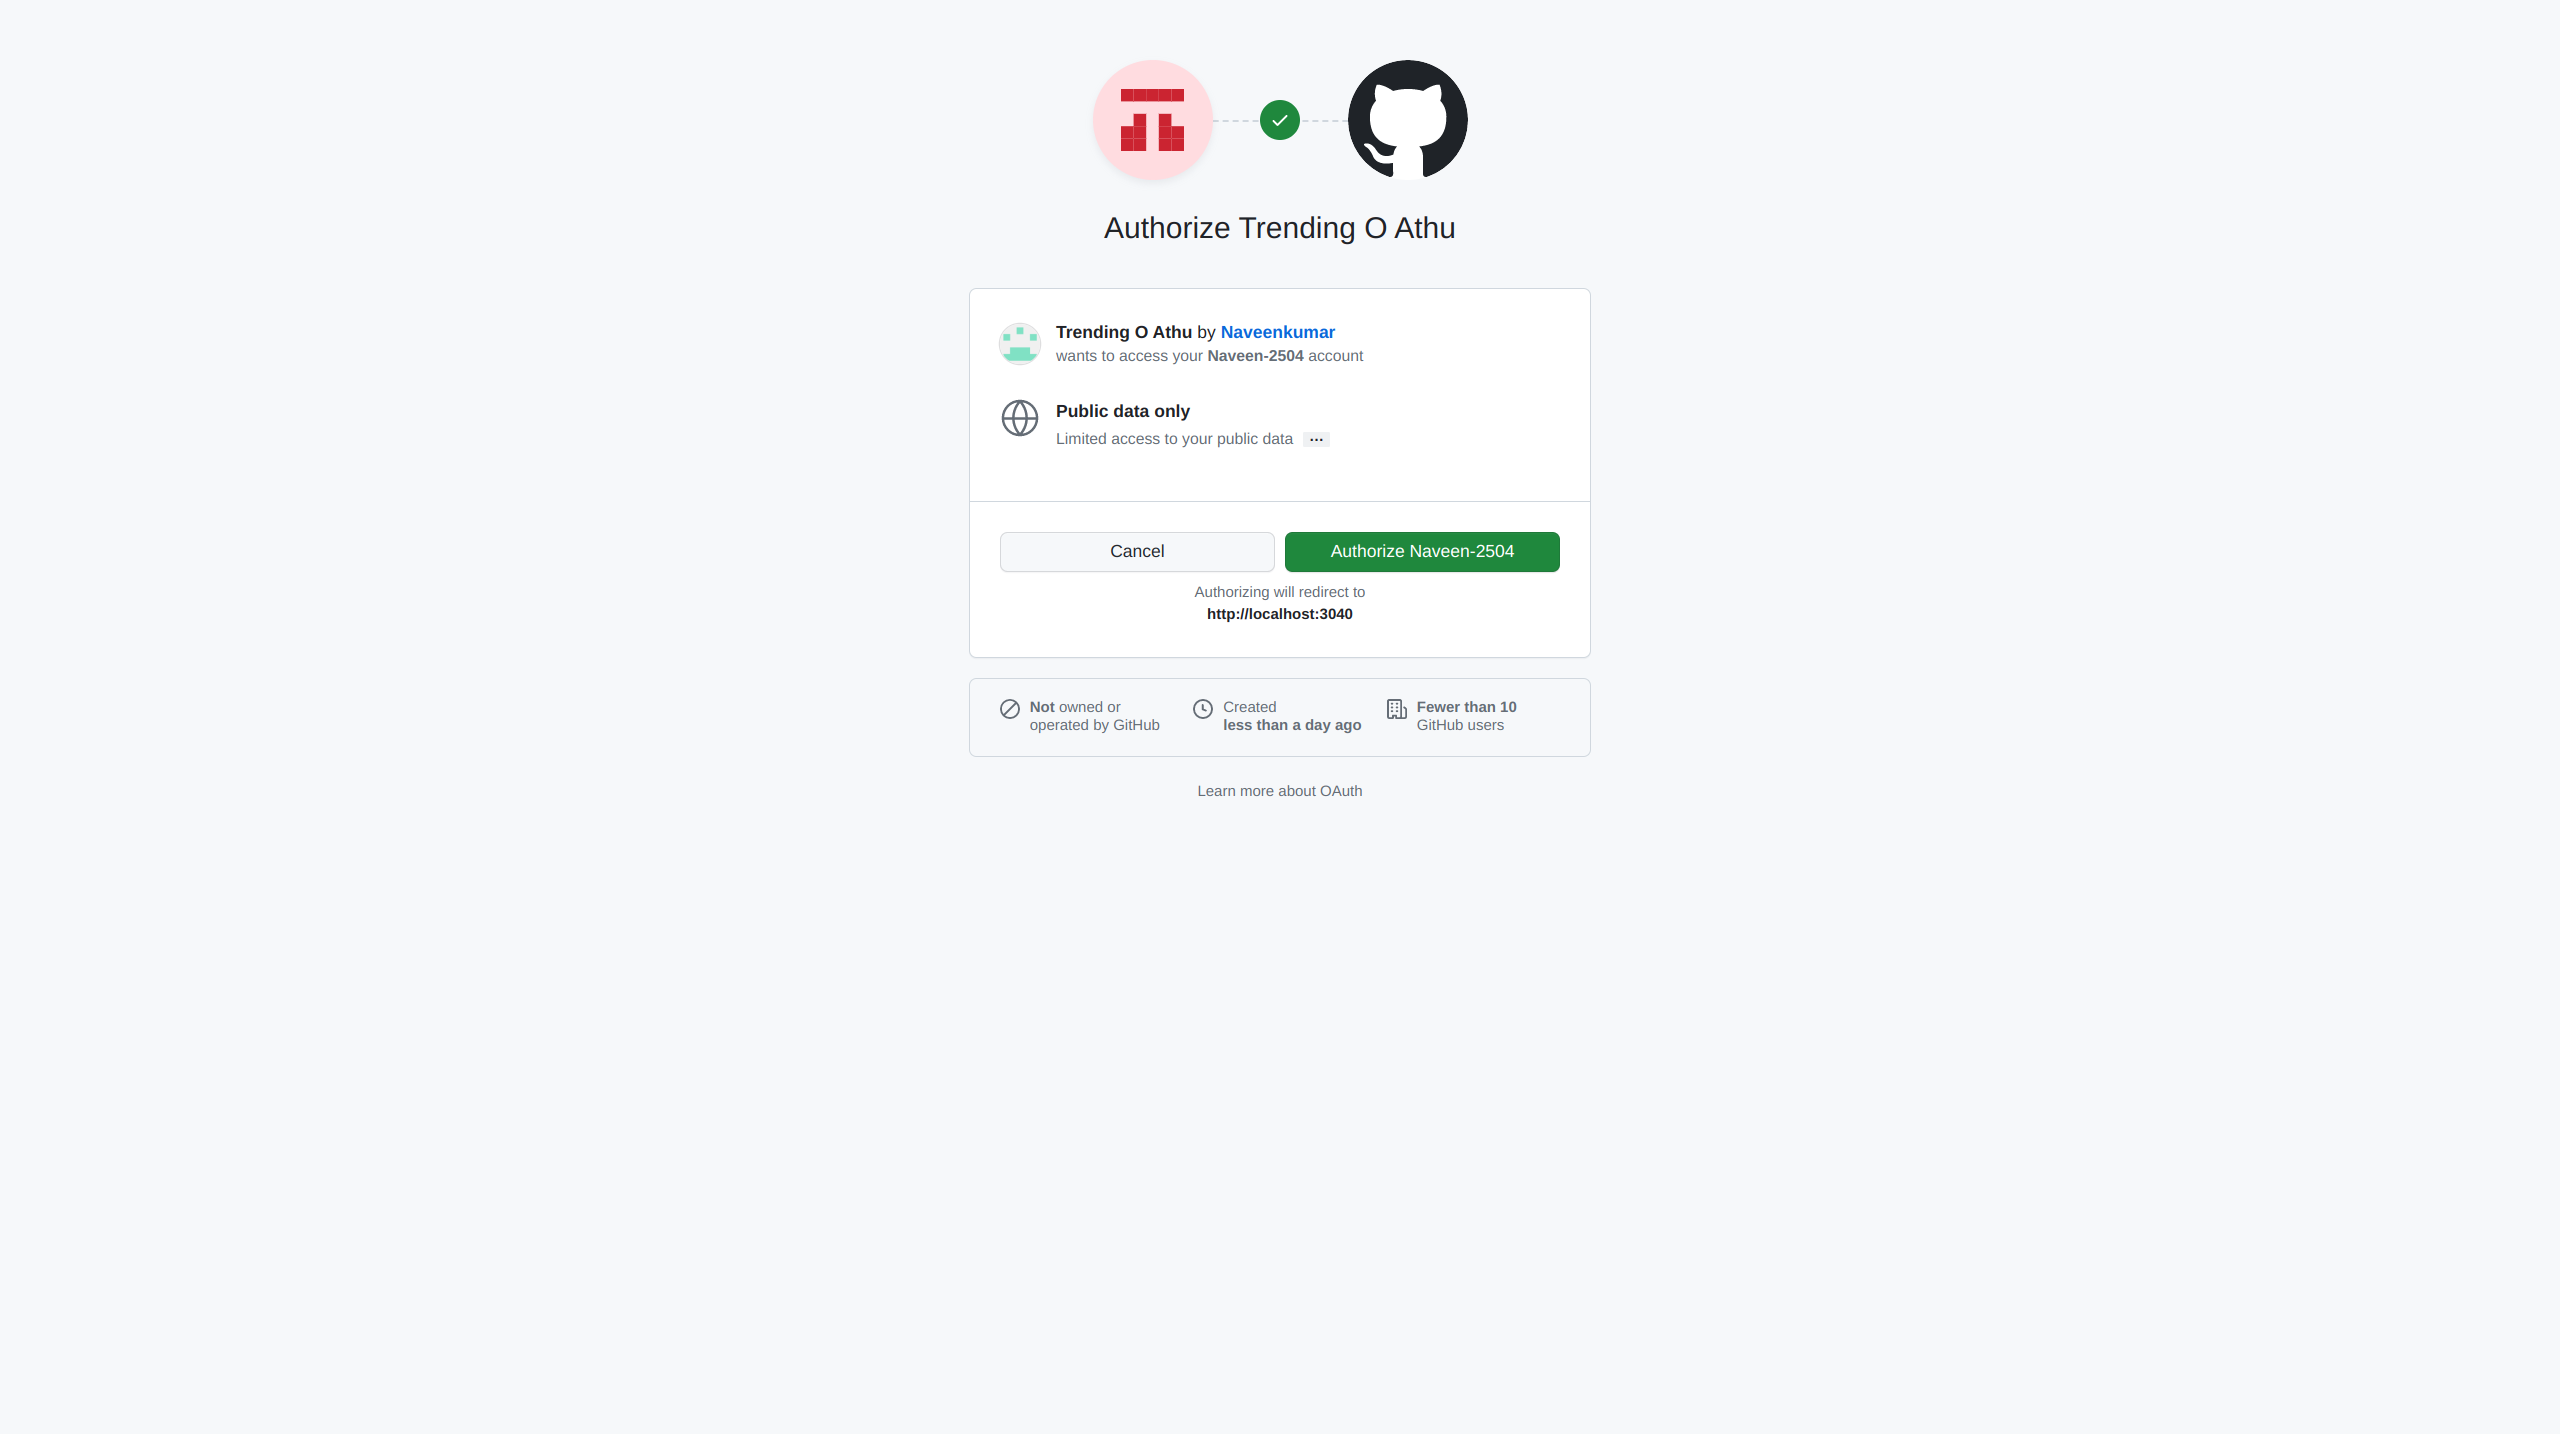 Authorize Trending O Athu
Trending O Athu by Naveenkumar
wants to access your Naveen-2504 account
Public data only
Limited access to your public data …
Cancel
Authorize Naveen-2504
Authorizing will redirect to
http://localhost:3040
Not owned or
operated by GitHub
Created
less than a day ago
Fewer than 10
GitHub users
Learn more about OAuth